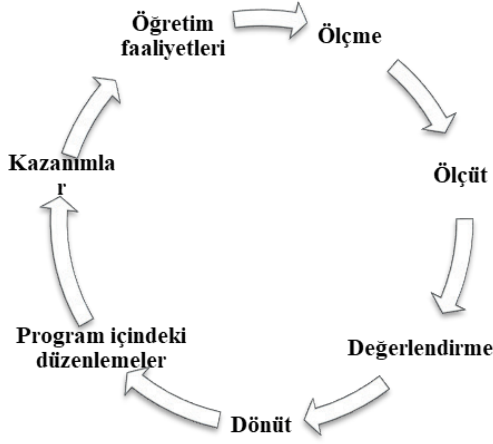 Öğretim
faaliyetleri
Ölçme
Ölçüt
Değerlendirme
Dönüt
Program içindeki
düzenlemeler
Kazanımla
r